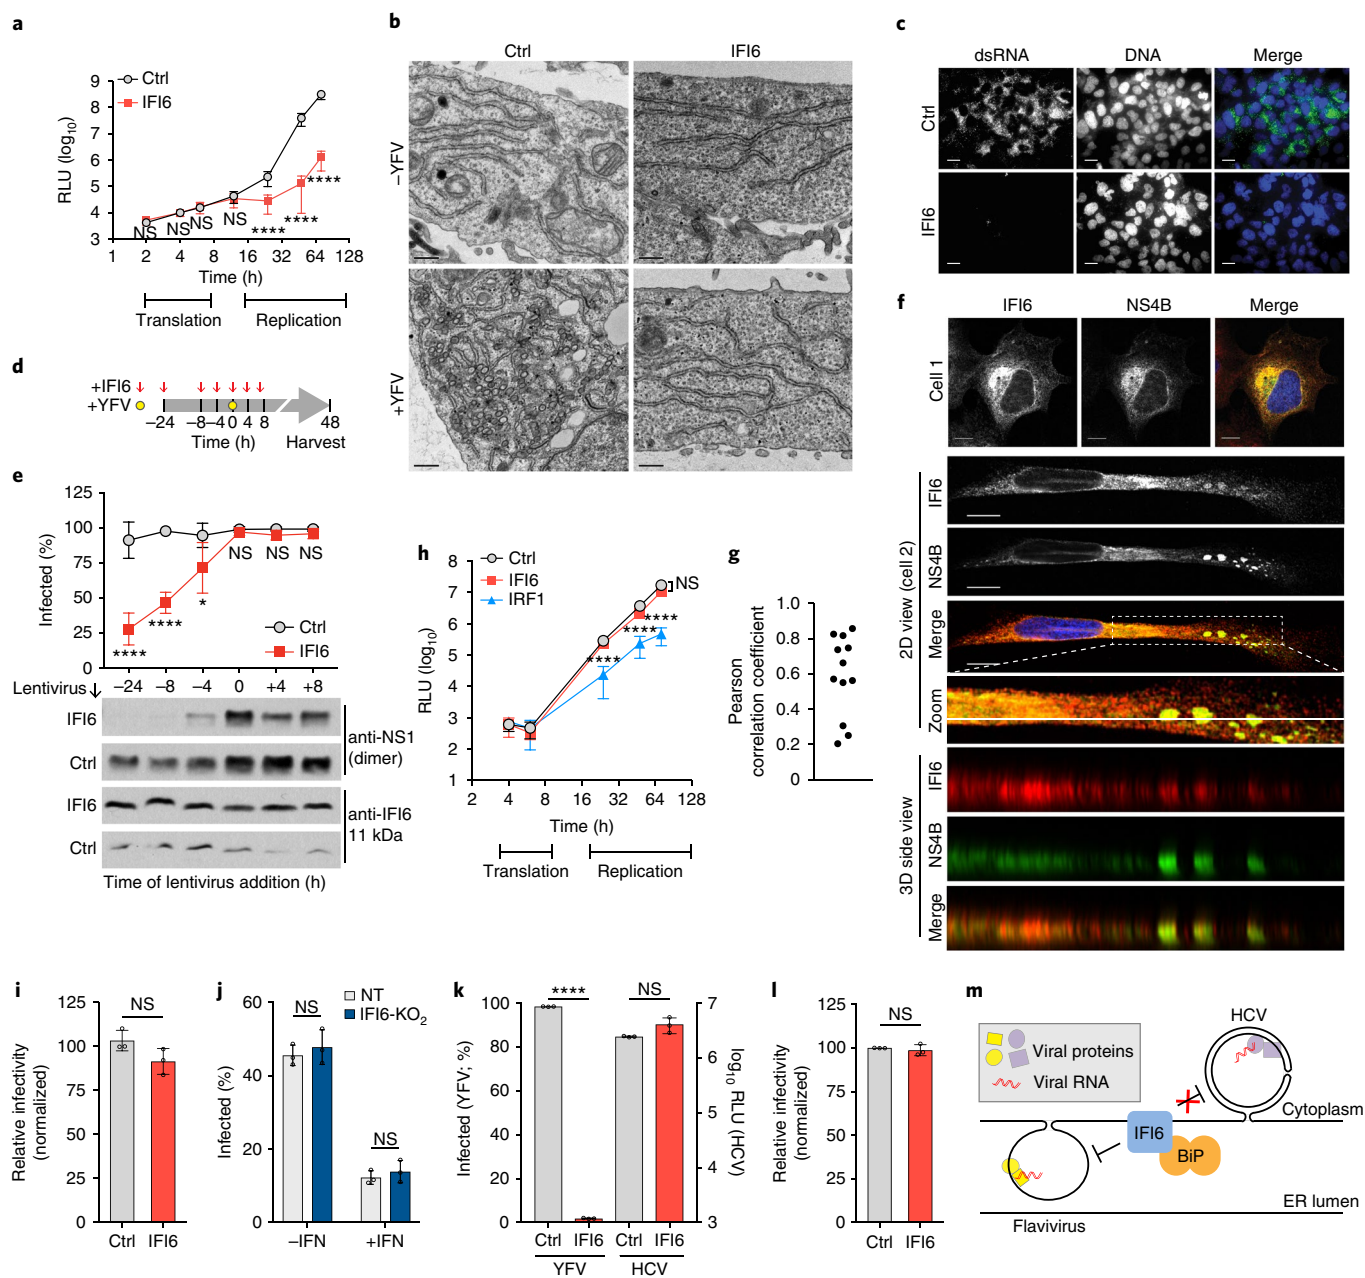 a
Ctrl
IFI6
RLU (log10)
9
8
7
6
5
4
3
NS
NS
NS
NS
****
****
****
1
2
4
8
16
32
64
128
Time (h)
Translation
Replication
b
Ctrl
IFI6
–YFV
+YFV
c
dsRNA
DNA
Merge
Ctrl
IFI6
d
+IFI6
+YFV
–24
–8
–4
0
4
8
48
Time (h)
Harvest
e
Infected (%)
125
100
75
50
25
0
****
****
*
NS
NS
NS
Ctrl
IFI6
Lentivirus
–24
–8
–4
0
+4
+8
IFI6
Ctrl
anti-NS1
(dimer)
IFI6
Ctrl
anti-IFI6
11 kDa
Time of lentivirus addition (h)
f
IFI6
NS4B
Merge
Cell 1
2D view (cell 2)
IFI6
NS4B
Merge
Zoom
3D side view
IFI6
NS4B
Merge
g
Pearson
correlation coefficient
1.0
0.8
0.6
0.4
0.2
0
h
Ctrl
IFI6
IRF1
RLU (log10)
8
7
6
5
4
3
2
1
NS
****
****
****
2
4
8
16
32
64
128
Time (h)
Translation
Replication
i
Relative infectivity
(normalized)
125
100
75
50
25
0
NS
Ctrl
IFI6
j
Infected (%)
60
40
20
0
NS
NS
NT
IFI6-KO2
–IFN
+IFN
k
Infected (YFV; %)
100
80
60
40
20
0
****
NS
7
6
5
4
3
log10 RLU (HCV)
Ctrl
IFI6
Ctrl
IFI6
YFV
HCV
l
Relative infectivity
(normalized)
125
100
75
50
25
0
NS
Ctrl
IFI6
m
Viral proteins
Viral RNA
HCV
Cytoplasm
IFI6
BiP
ER lumen
Flavivirus